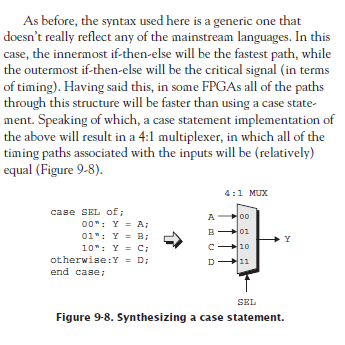 As before, the syntax used here is a generic one that
doesn't really reflect any of the mainstream languages. In this
case, the innermost if-then-else will be the fastest path, while
the outermost if-then-else will be the critical signal (in terms
of timing). Having said this, in some FPGAs all of the paths
through this structure will be faster than using a case state-
ment. Speaking of which, a case statement implementation of
the above will result in a 4:1 multiplexer, in which all of the
timing paths associated with the inputs will be (relatively)
equal (Figure 9-8).
4:1 MUX
case SEL of;
00": Y = A;
01": Y = B;
10": Y = C;
otherwise:Y = D;
end case;
A 00
B 01
C 10
D 11
Y
SEL
Figure 9-8. Synthesizing a case statement.